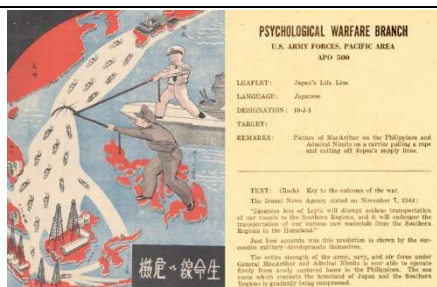 生命線の危機
PSYCHOLOGICAL WARFARE BRANCH
U.S. ARMY FORCES, PACIFIC AREA
APO 500
LEAFLET: Japan's Life Line
LANGUAGE: Japanese
DESIGNATION: 10-J-1
TARGET:
REMARKS: Picture of MacArthur on the Philippines and
Admiral Nimitz on a carrier pulling a rope
and cutting off Japan's supply lines.
TEXT: (Back) Key to the outcome of the war.
The Domei News Agency stated on November 7, 1944:
"Japanese loss of Leyte will disrupt sealane transportation
of our vessels to the Southern Regions, and it will endanger the
transportation of our various raw materials from the Southern
Regions to the Homeland."
Just how accurate was this prediction is shown by the suc-
cessive military developments themselves.
The entire strength of the army, navy, and air force under
General MacArthur and Admiral Nimitz is now able to operate
freely from newly captured bases in the Philippines. The sea
route which connects the homeland of Japan and the Southern
Regions is gradually being compressed.